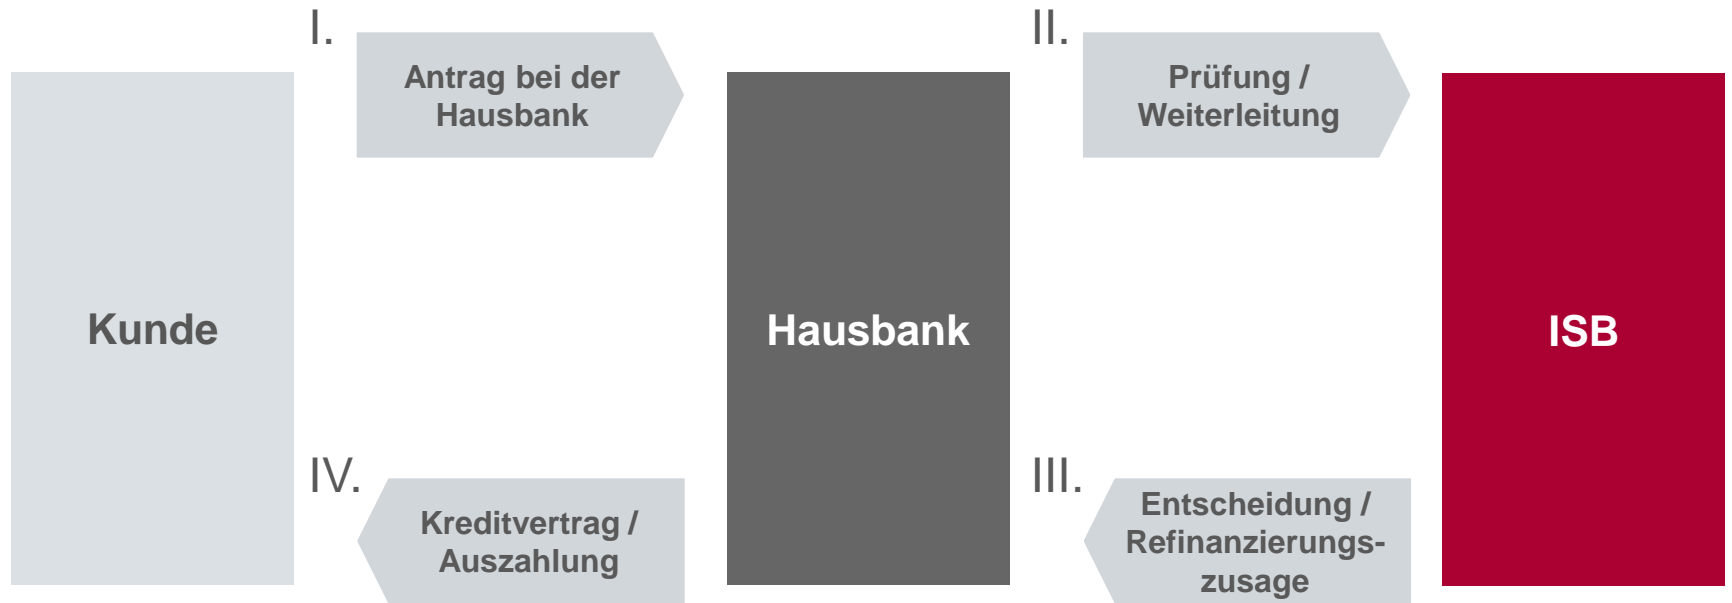 I.
Antrag bei der
Hausbank
II.
Prüfung /
Weiterleitung
Kunde
Hausbank
ISB
IV.
Kreditvertrag /
Auszahlung
III.
Entscheidung /
Refinanzierungs-
zusage